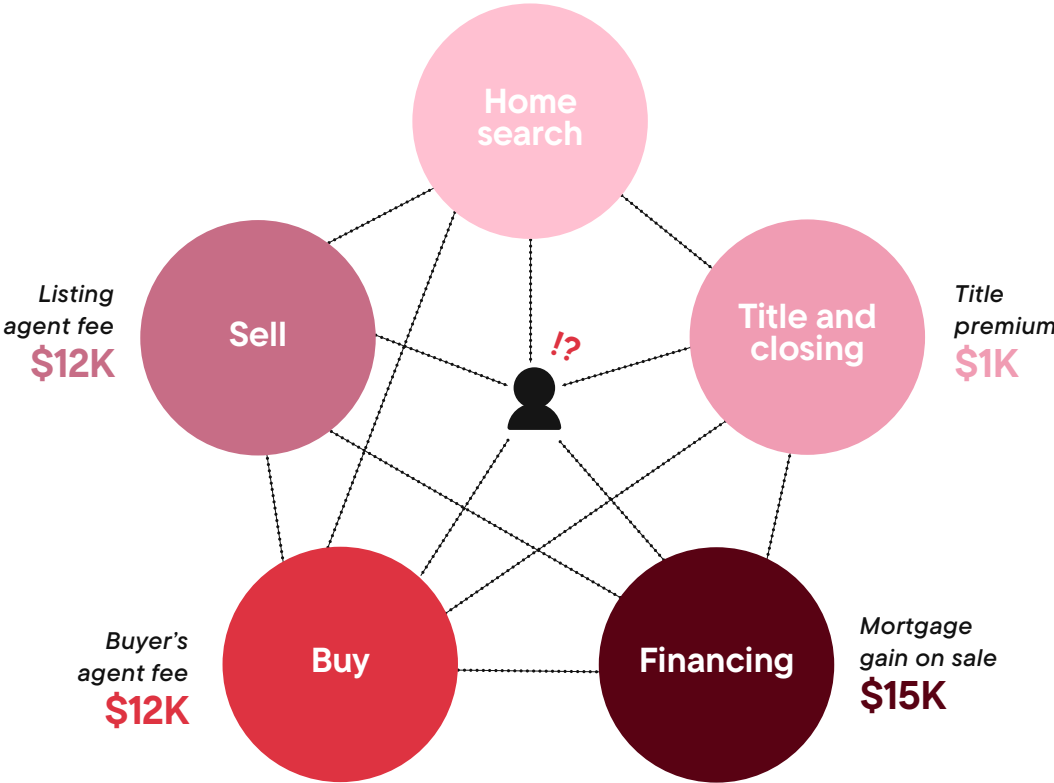 Home
search
!?
Listing
agent fee
$12K
Sell
Title and
closing
Title
premium
$1K
Buyer’s
agent fee
$12K
Buy
Financing
Mortgage
gain on sale
$15K